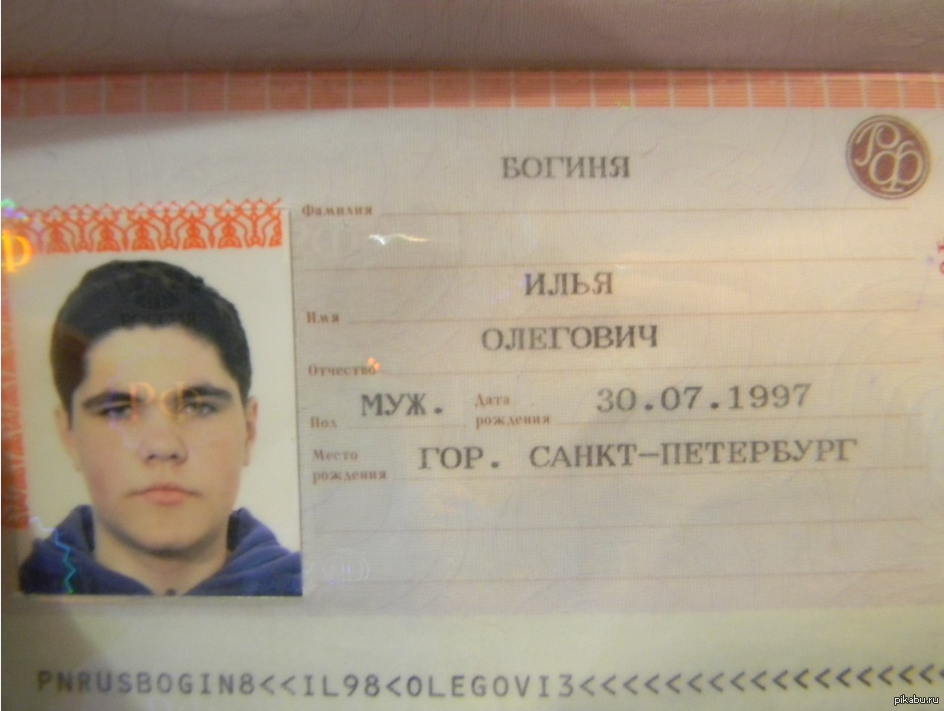 БОГИНЯ
Фамилия
ИЛЬЯ
Имя
ОЛЕГОВИЧ
Отчество
Пол МУЖ. Дата рождения 30.07.1997
Место рождения ГОР. САНКТ-ПЕТЕРБУРГ
PNRUSBOGIN8<<IL98<OLEGOVI3<<<<<<<<<<<<<<<<<<
pikabu.ru